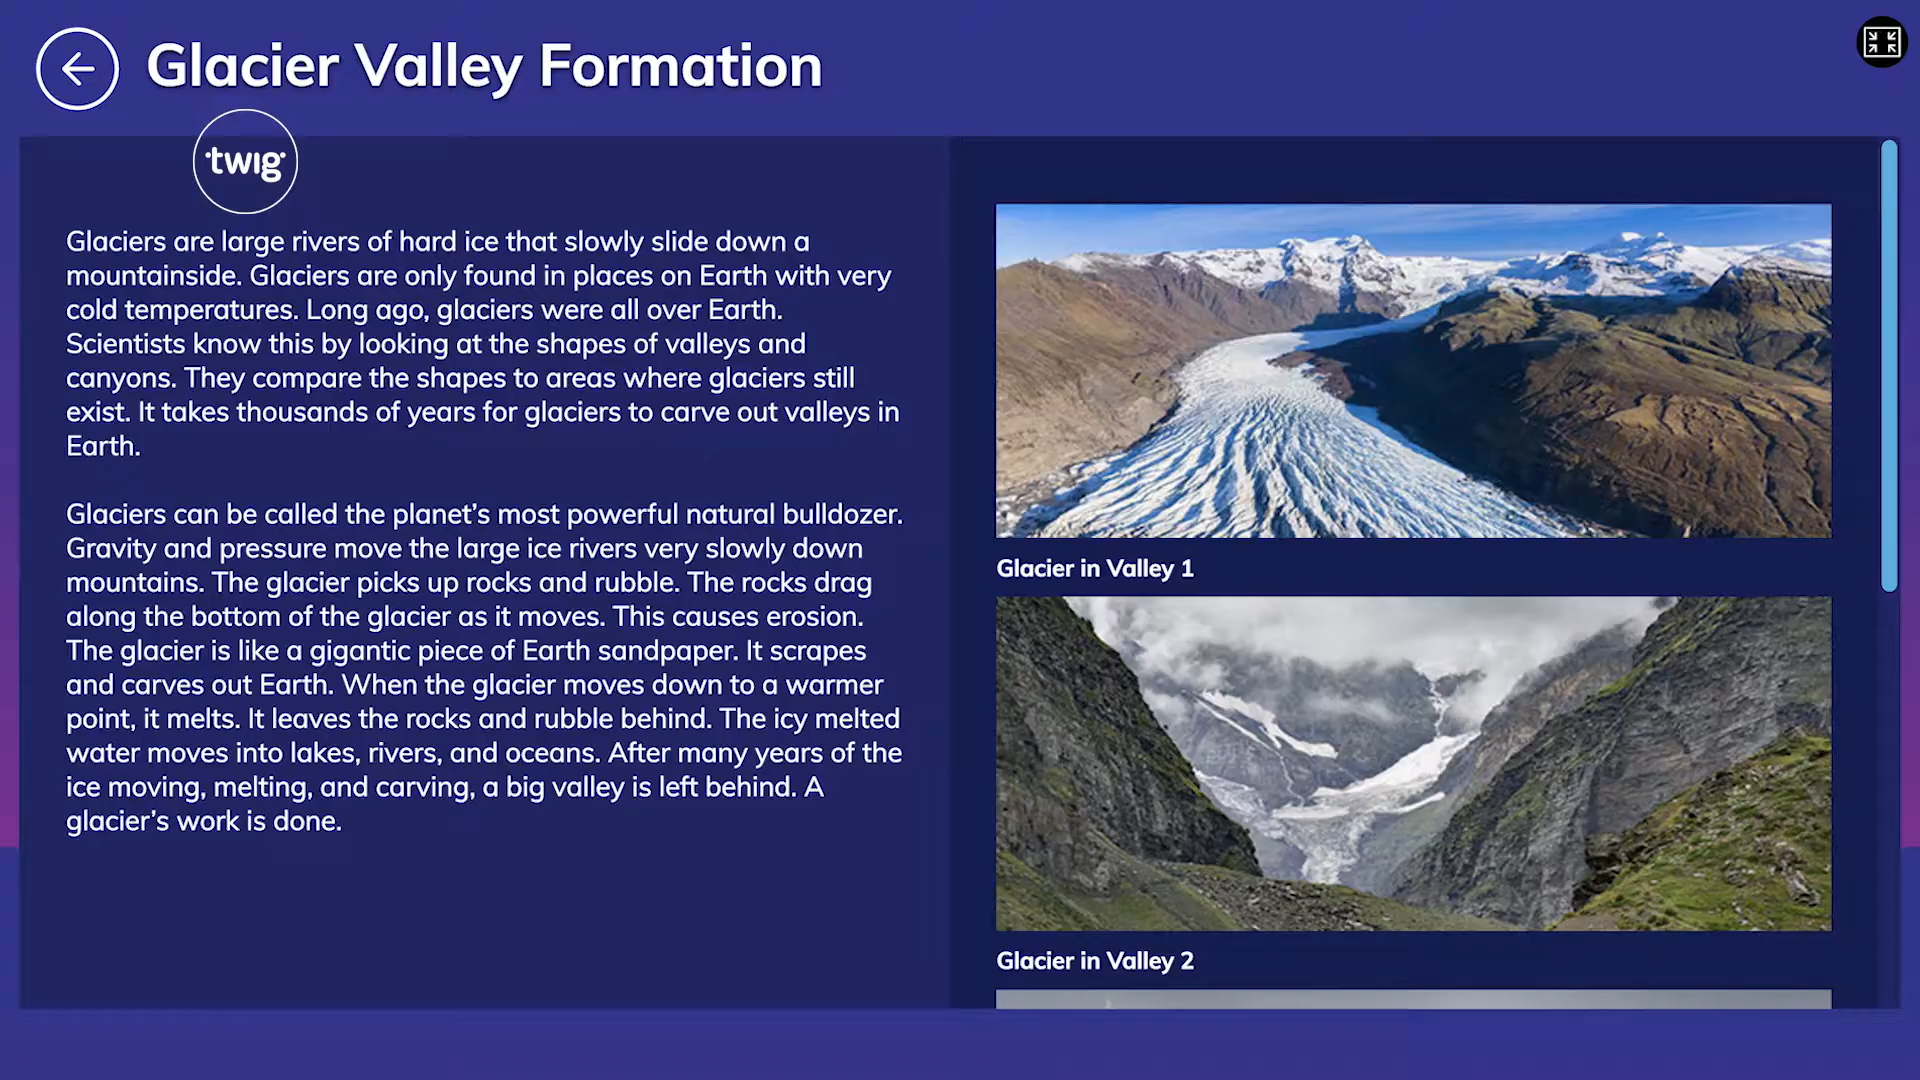 Glacier Valley Formation
twig
Glaciers are large rivers of hard ice that slowly slide down a
mountainside. Glaciers are only found in places on Earth with very
cold temperatures. Long ago, glaciers were all over Earth.
Scientists know this by looking at the shapes of valleys and
canyons. They compare the shapes to areas where glaciers still
exist. It takes thousands of years for glaciers to carve out valleys in
Earth.
Glaciers can be called the planet’s most powerful natural bulldozer.
Gravity and pressure move the large ice rivers very slowly down
mountains. The glacier picks up rocks and rubble. The rocks drag
along the bottom of the glacier as it moves. This causes erosion.
The glacier is like a gigantic piece of Earth sandpaper. It scrapes
and carves out Earth. When the glacier moves down to a warmer
point, it melts. It leaves the rocks and rubble behind. The icy melted
water moves into lakes, rivers, and oceans. After many years of the
ice moving, melting, and carving, a big valley is left behind. A
glacier’s work is done.
Glacier in Valley 1
Glacier in Valley 2